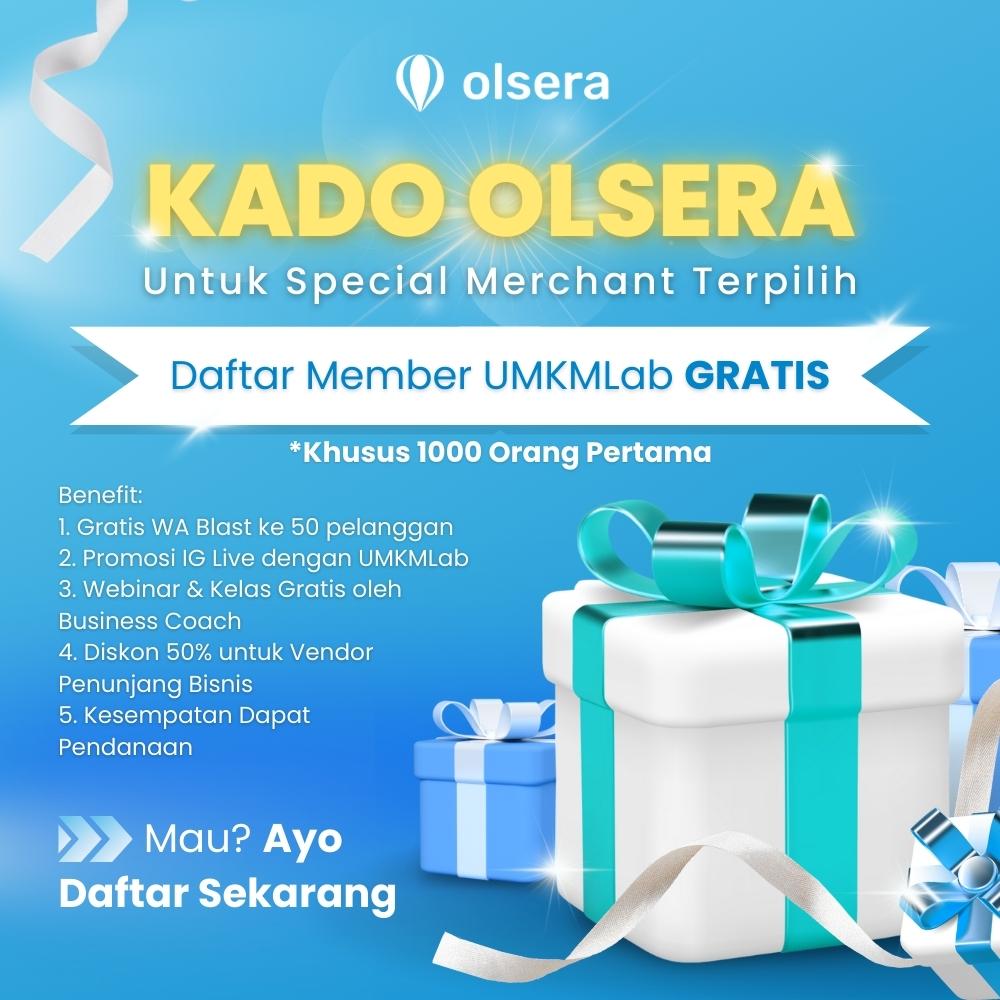 olsera
KADO OLSERA
Untuk Special Merchant Terpilih
Daftar Member UMKMLab GRATIS
*Khusus 1000 Orang Pertama
Benefit:
1. Gratis WA Blast ke 50 pelanggan
2. Promosi IG Live dengan UMKMLab
3. Webinar & Kelas Gratis oleh
Business Coach
4. Diskon 50% untuk Vendor
Penunjang Bisnis
5. Kesempatan Dapat
Pendanaan
Mau? Ayo
Daftar Sekarang